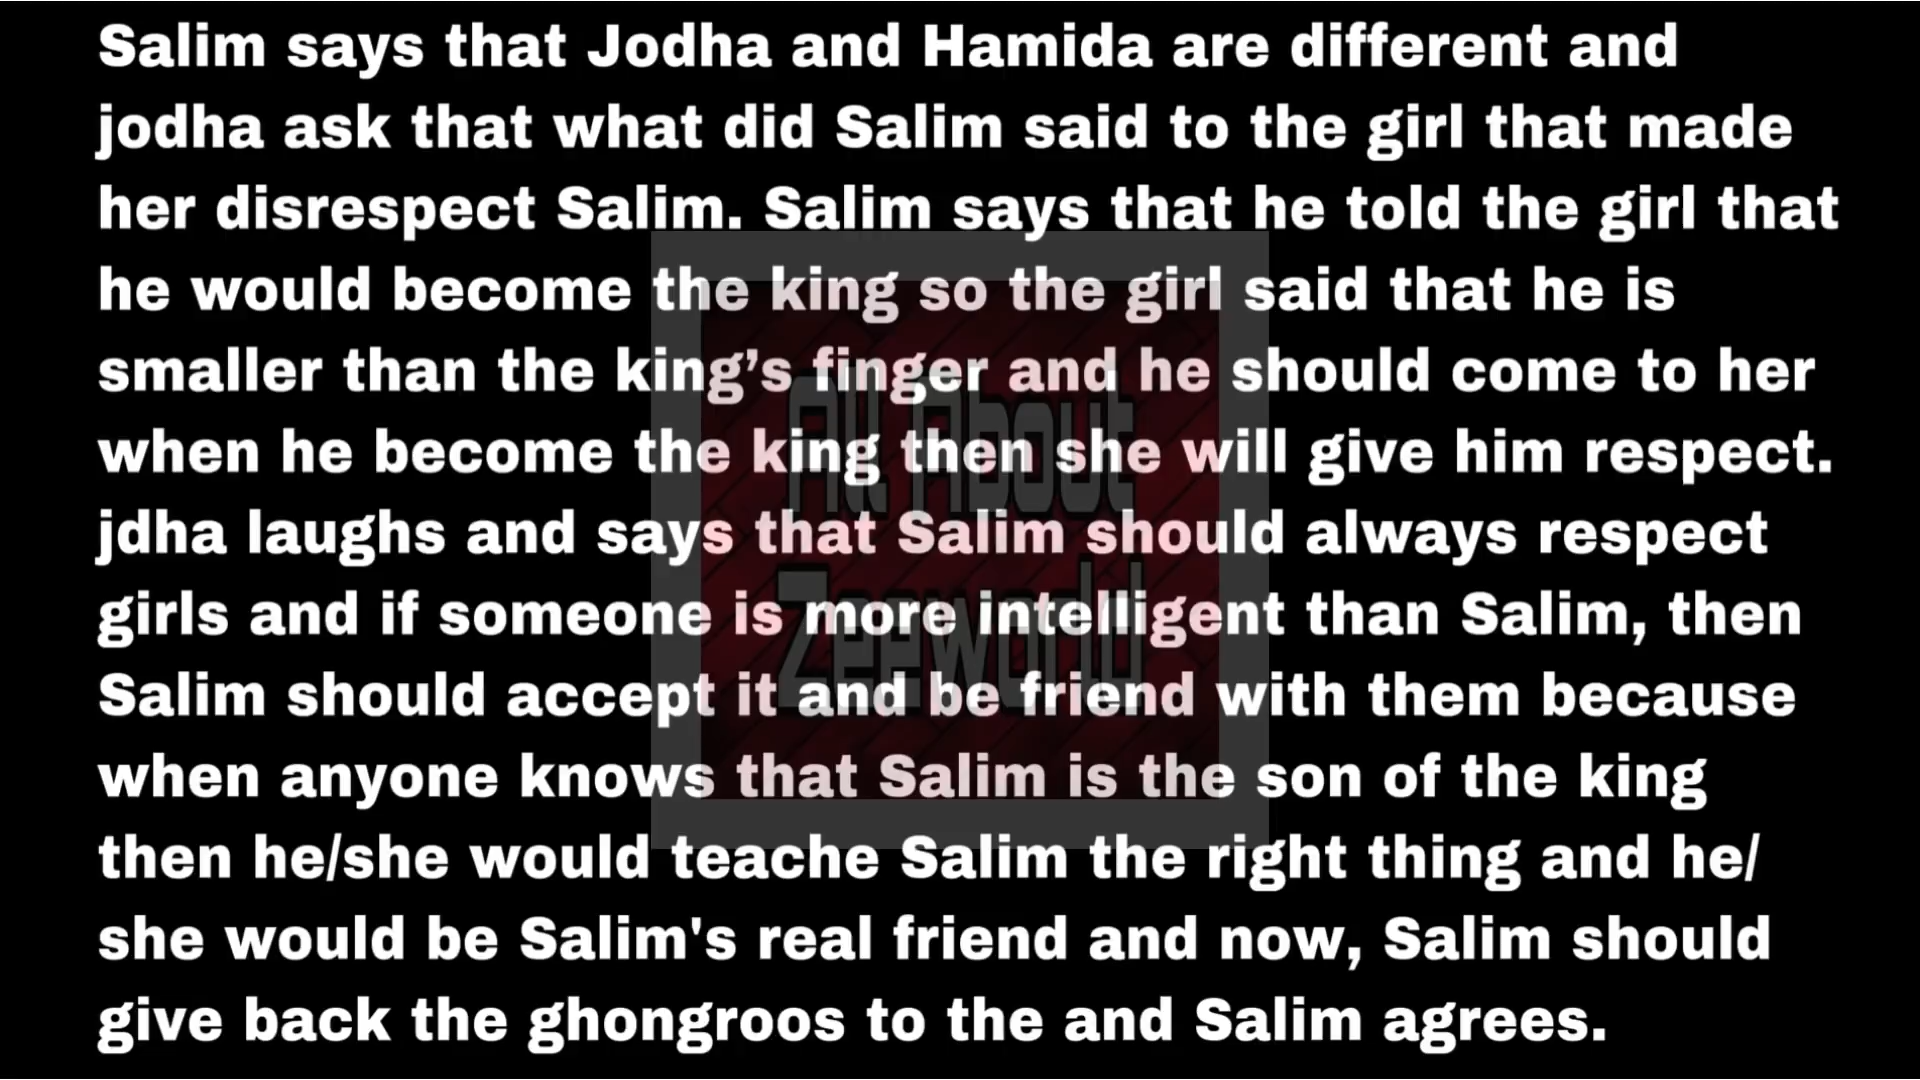 Salim says that Jodha and Hamida are different and
jodha ask that what did Salim said to the girl that made
her disrespect Salim. Salim says that he told the girl that
he would become the king so the girl said that he is
smaller than the king’s finger and he should come to her
when he become the king then she will give him respect.
jdha laughs and says that Salim should always respect
girls and if someone is more intelligent than Salim, then
Salim should accept it and be friend with them because
when anyone knows that Salim is the son of the king
then he/she would teache Salim the right thing and he/
she would be Salim's real friend and now, Salim should
give back the ghongroos to the and Salim agrees.
All About
Zeeworld